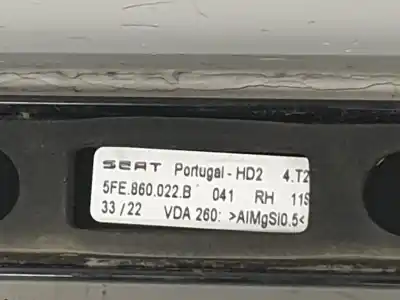 SEAT Portugal - HD2 4.T2
5FE.860.022.B 041 RH 11S
33/22 VDA 260: >AlMgSi0.5<